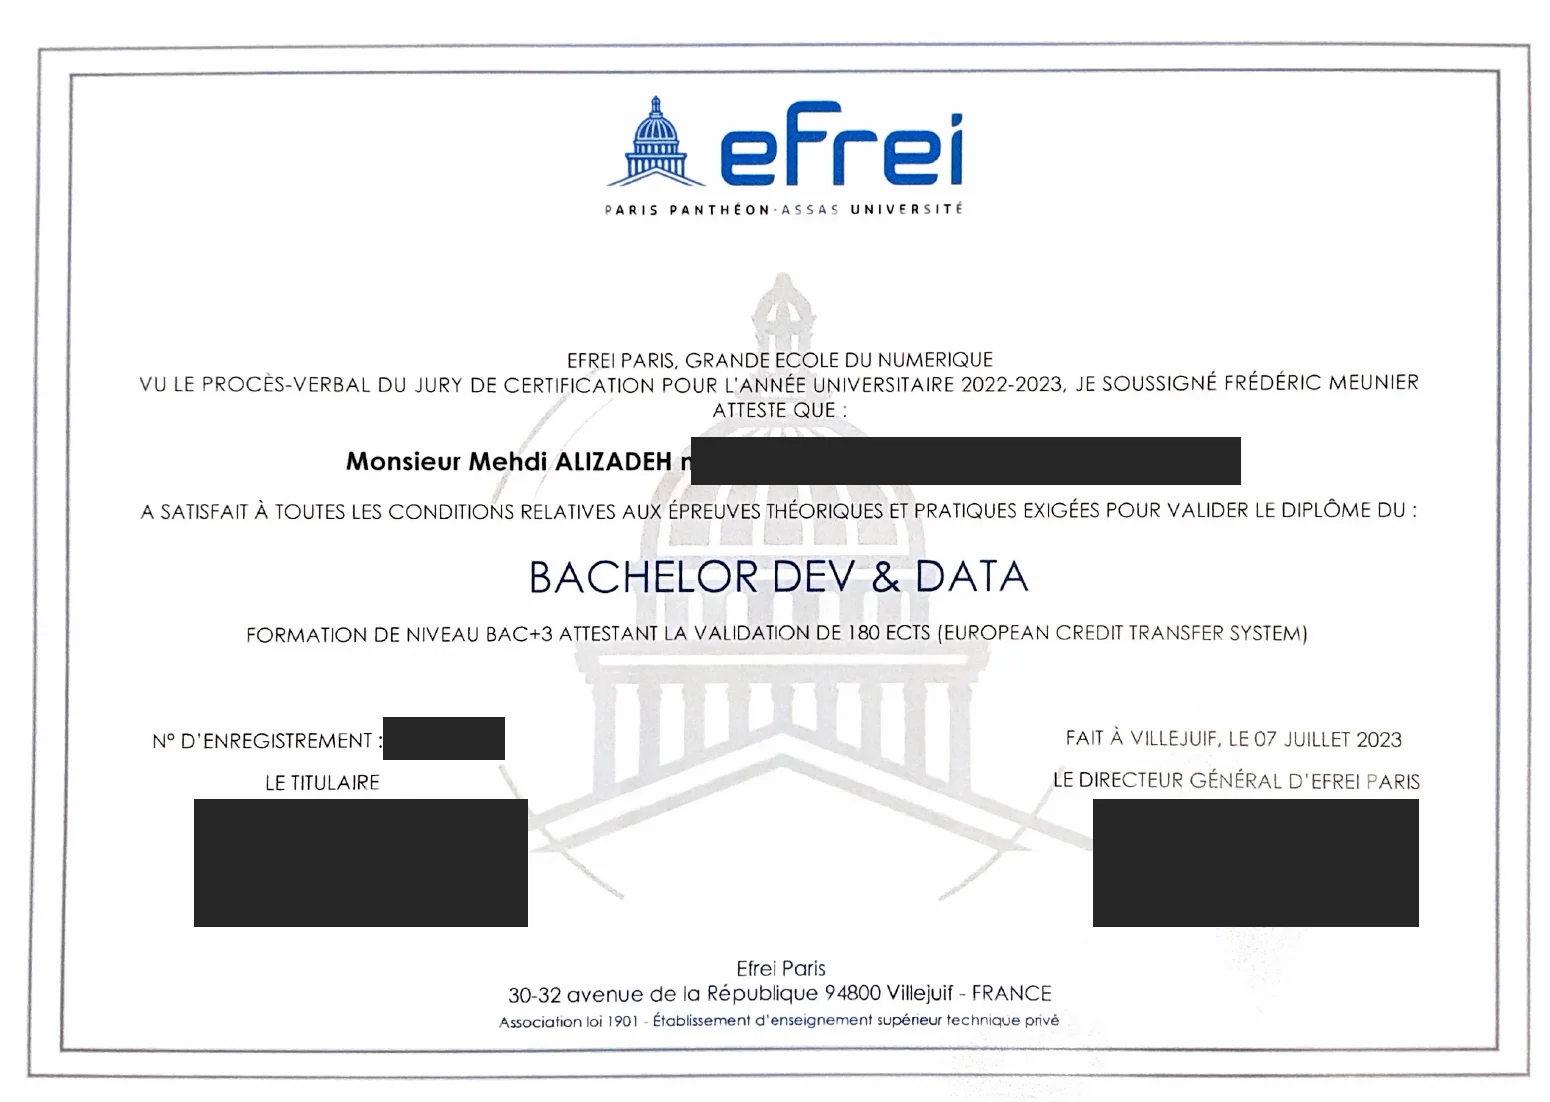 efrei
PARIS PANTHÉON-ASSAS UNIVERSITÉ
EFREI PARIS, GRANDE ECOLE DU NUMERIQUE
VU LE PROCÈS-VERBAL DU JURY DE CERTIFICATION POUR L'ANNÉE UNIVERSITAIRE 2022-2023, JE SOUSSIGNÉ FRÉDÉRIC MEUNIER
ATTESTE QUE :
Monsieur Mehdi ALIZADEH
A SATISFAIT À TOUTES LES CONDITIONS RELATIVES AUX ÉPREUVES THÉORIQUES ET PRATIQUES EXIGÉES POUR VALIDER LE DIPLÔME DU :
BACHELOR DEV & DATA
FORMATION DE NIVEAU BAC+3 ATTESTANT LA VALIDATION DE 180 ECTS (EUROPEAN CREDIT TRANSFER SYSTEM)
N° D'ENREGISTREMENT :
LE TITULAIRE
FAIT À VILLEJUIF, LE 07 JUILLET 2023
LE DIRECTEUR GÉNÉRAL D'EFREI PARIS
Efrei Paris
30-32 avenue de la République 94800 Villejuif - FRANCE
Association loi 1901 - Établissement d'enseignement supérieur technique privé